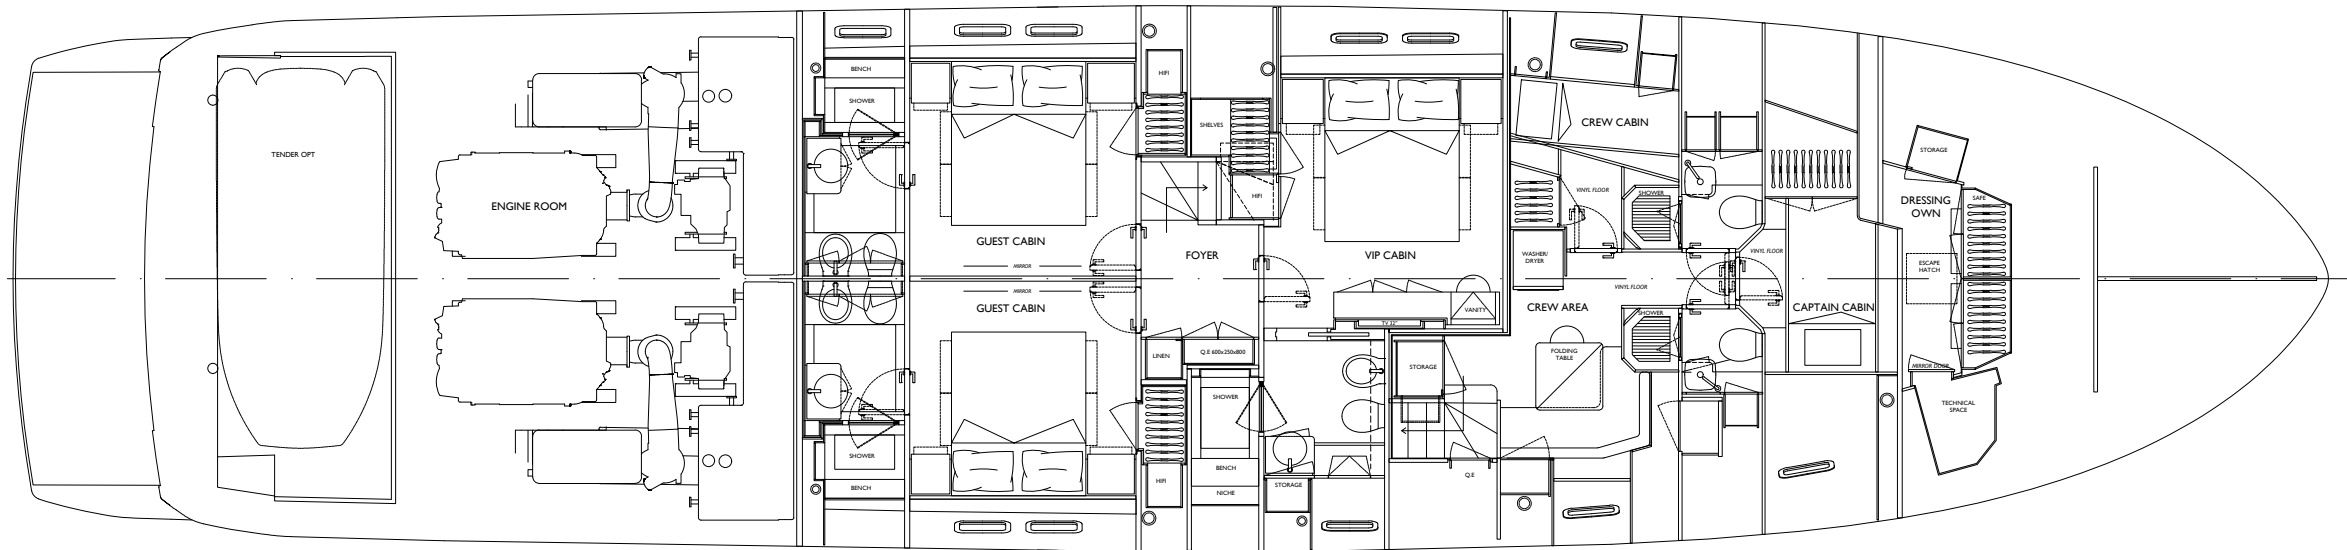 TENDER OPT
ENGINE ROOM
BENCH
SHOWER
GUEST CABIN
MIRROR
MIRROR
GUEST CABIN
SHOWER
BENCH
HIFI
SHELVES
HIFI
FOYER
LINEN
Q.E 600x250x800
HIFI
SHOWER
BENCH
NICHE
STORAGE
VIP CABIN
VANITY
TV 32"
CREW CABIN
VINYL FLOOR
SHOWER
WASHER/
DRYER
VINYL FLOOR
CREW AREA
SHOWER
FOLDING
TABLE
STORAGE
Q.E
VINYL FLOOR
CAPTAIN CABIN
STORAGE
DRESSING
OWN
SAFE
ESCAPE
HATCH
MIRROR DOOR
TECHNICAL
SPACE